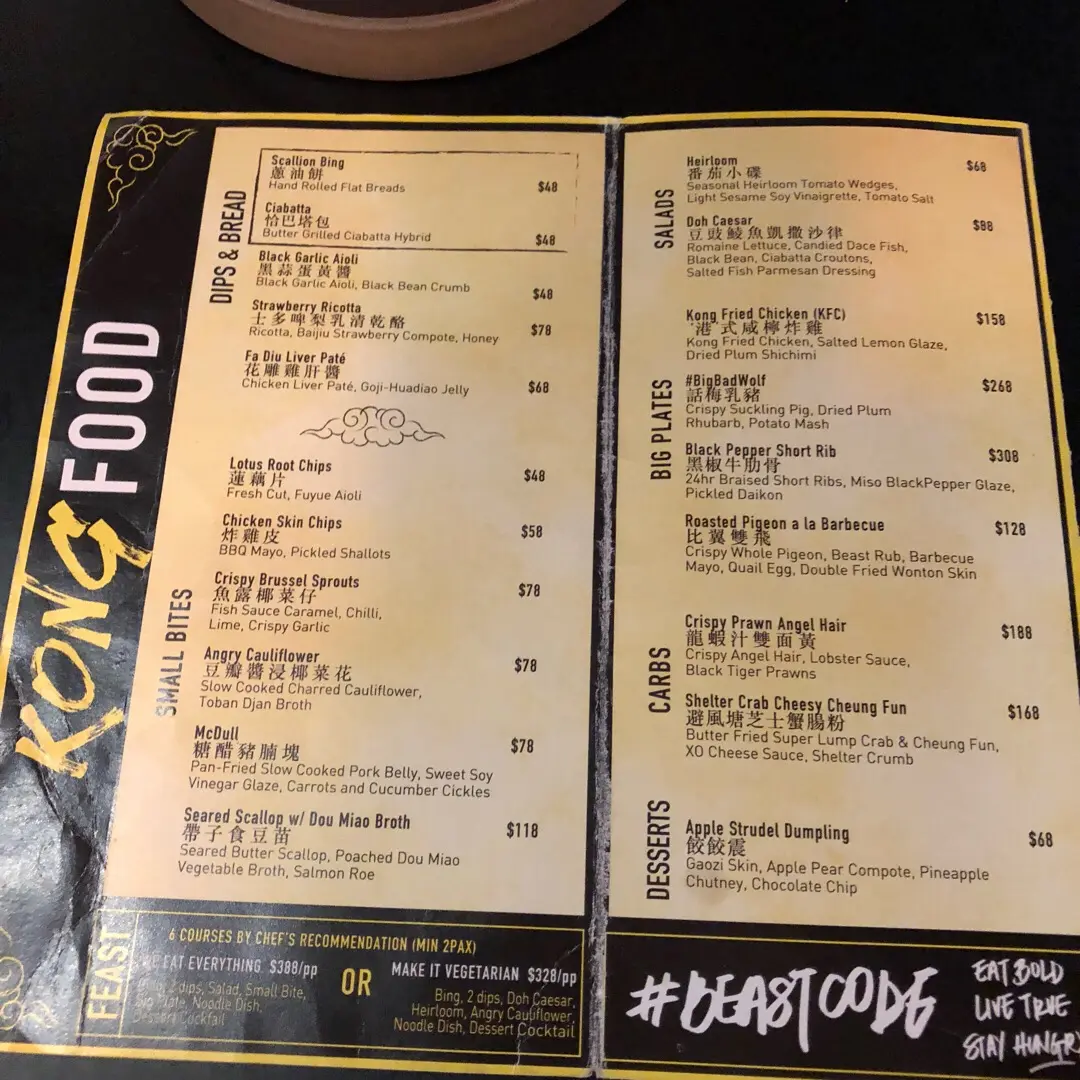 KONG FOOD
DIPS & BREAD
Scallion Bing
蔥油餅
Hand Rolled Flat Breads
$48
Ciabatta
恰巴塔包
Butter Grilled Ciabatta Hybrid
$48
Black Garlic Aioli
黑蒜蛋黃醬
Black Garlic Aioli, Black Bean Crumb
$48
Strawberry Ricotta
士多啤梨乳清乾酪
Ricotta, Baijiu Strawberry Compote, Honey
$78
Fa Diu Liver Paté
花雕雞肝醬
Chicken Liver Paté, Goji-Huadiao Jelly
$68
SMALL BITES
Lotus Root Chips
蓮藕片
Fresh Cut, Fuyue Aioli
$48
Chicken Skin Chips
炸雞皮
BBQ Mayo, Pickled Shallots
$58
Crispy Brussel Sprouts
魚露椰菜仔
Fish Sauce Caramel, Chilli,
Lime, Crispy Garlic
$78
Angry Cauliflower
豆瓣醬浸椰菜花
Slow Cooked Charred Cauliflower,
Toban Djan Broth
$78
McDull
糖醋豬腩塊
Pan-Fried Slow Cooked Pork Belly, Sweet Soy
Vinegar Glaze, Carrots and Cucumber Cickles
$78
Seared Scallop w/ Dou Miao Broth
帶子食豆苗
Seared Butter Scallop, Poached Dou Miao
Vegetable Broth, Salmon Roe
$118
FEAST
6 COURSES BY CHEF'S RECOMMENDATION (MIN 2PAX)
WE EAT EVERYTHING $388/pp
Bing, 2 dips, Salad, Small Bite,
Big Plate, Noodle Dish,
Dessert Cocktail
OR
MAKE IT VEGETARIAN $328/pp
Bing, 2 dips, Doh Caesar,
Heirloom, Angry Cauliflower,
Noodle Dish, Dessert Cocktail
SALADS
Heirloom
番茄小碟
Seasonal Heirloom Tomato Wedges,
Light Sesame Soy Vinaigrette, Tomato Salt
$68
Doh Caesar
豆豉鯪魚凱撒沙律
Romaine Lettuce, Candied Dace Fish,
Black Bean, Ciabatta Croutons,
Salted Fish Parmesan Dressing
$88
BIG PLATES
Kong Fried Chicken (KFC)
"港"式咸檸炸雞
Kong Fried Chicken, Salted Lemon Glaze,
Dried Plum Shichimi
$158
#BigBadWolf
話梅乳豬
Crispy Suckling Pig, Dried Plum
Rhubarb, Potato Mash
$268
Black Pepper Short Rib
黑椒牛肋骨
24hr Braised Short Ribs, Miso BlackPepper Glaze,
Pickled Daikon
$308
Roasted Pigeon a la Barbecue
比翼雙飛
Crispy Whole Pigeon, Beast Rub, Barbecue
Mayo, Quail Egg, Double Fried Wonton Skin
$128
CARBS
Crispy Prawn Angel Hair
龍蝦汁雙面黃
Crispy Angel Hair, Lobster Sauce,
Black Tiger Prawns
$188
Shelter Crab Cheesy Cheung Fun
避風塘芝士蟹腸粉
Butter Fried Super Lump Crab & Cheung Fun,
XO Cheese Sauce, Shelter Crumb
$168
DESSERTS
Apple Strudel Dumpling
餃餃震
Gaozi Skin, Apple Pear Compote, Pineapple
Chutney, Chocolate Chip
$68
#BEASTCODE
EAT BOLD
LIVE TRUE
STAY HUNGRY